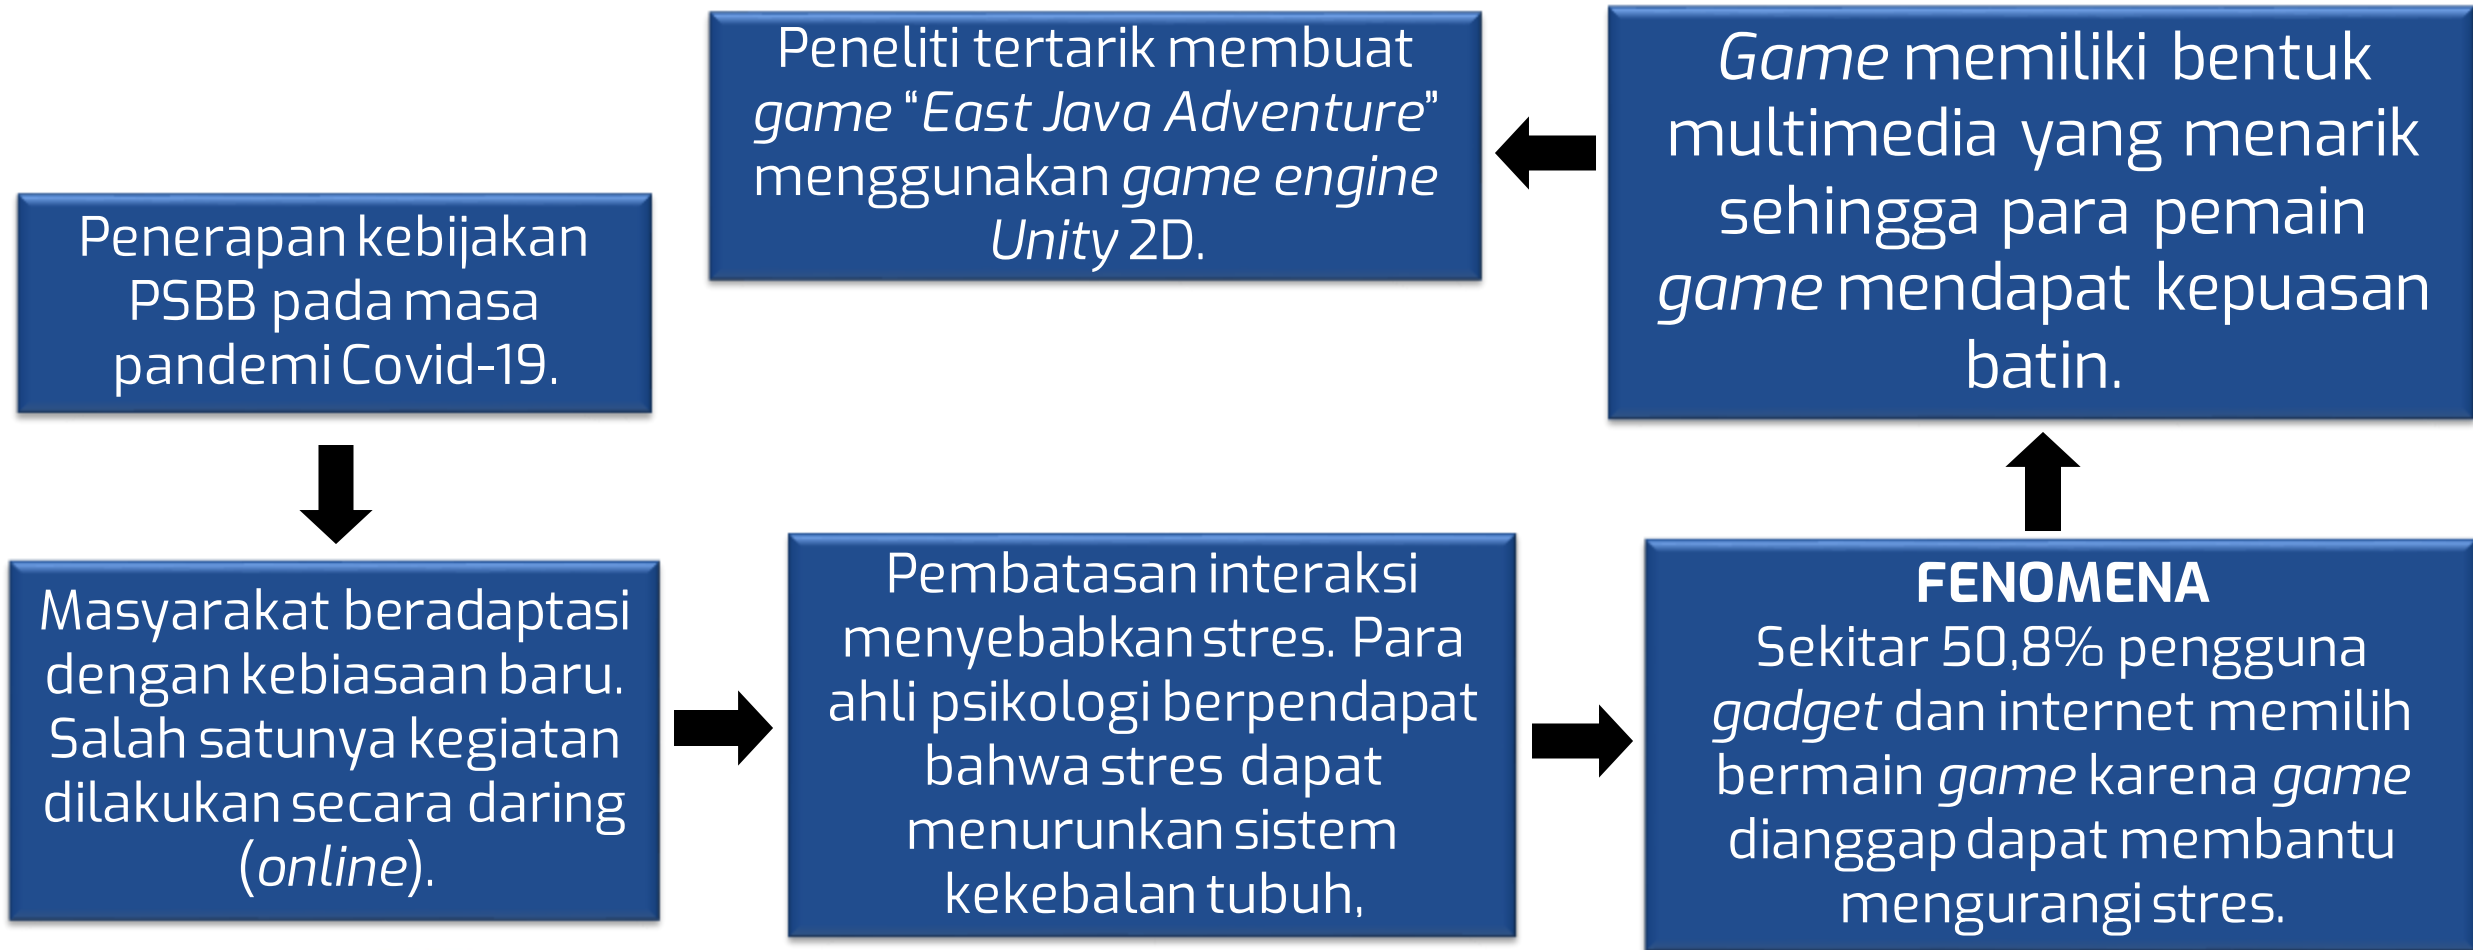 Penerapan kebijakan
PSBB pada masa
pandemi Covid-19.
Masyarakat beradaptasi
dengan kebiasaan baru.
Salah satunya kegiatan
dilakukan secara daring
(online).
Pembatasan interaksi
menyebabkan stres. Para
ahli psikologi berpendapat
bahwa stres dapat
menurunkan sistem
kekebalan tubuh,
FENOMENA
Sekitar 50,8% pengguna
gadget dan internet memilih
bermain game karena game
dianggap dapat membantu
mengurangi stres.
Game memiliki bentuk
multimedia yang menarik
sehingga para pemain
game mendapat kepuasan
batin.
Peneliti tertarik membuat
game “East Java Adventure”
menggunakan game engine
Unity 2D.